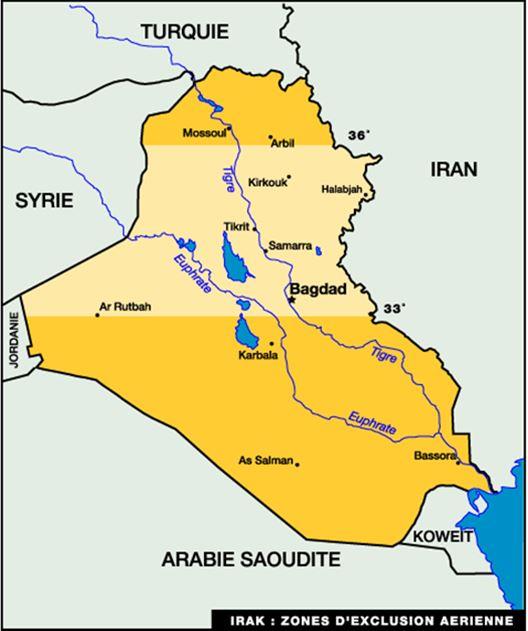 TURQUIE
Mossoul
Arbil
36°
IRAN
Kirkouk
Tigre
Halabjah
SYRIE
Tikrit
Samarra
Euphrate
Bagdad
Ar Rutbah
33°
JORDANIE
Karbala
Tigre
Euphrate
Bassora
As Salman
KOWEIT
ARABIE SAOUDITE
IRAK : ZONES D'EXCLUSION AERIENNE